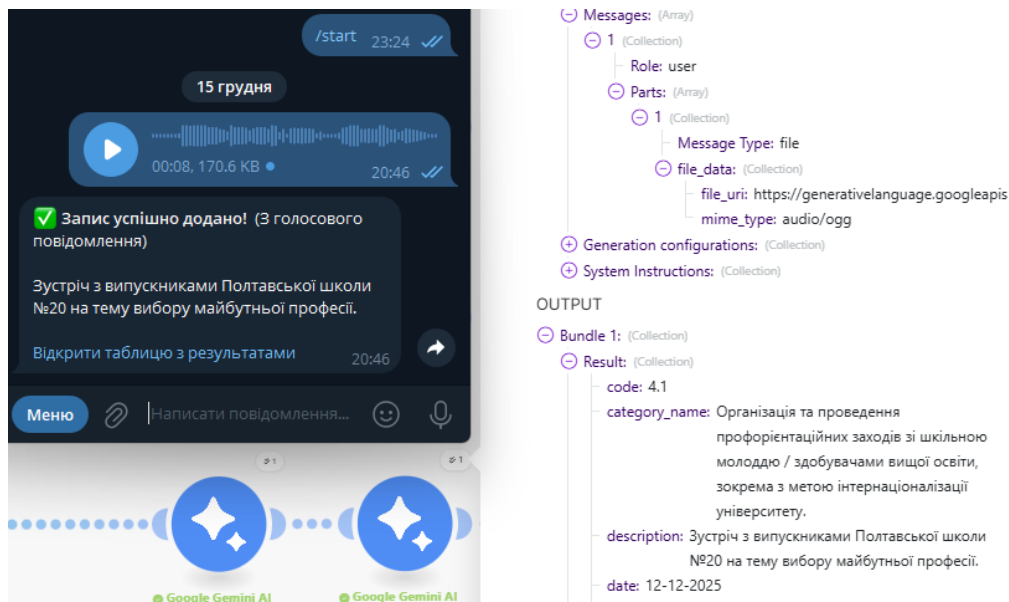 /start 23:24
15 грудня
00:08, 170.6 KB
20:46
✅ Запис успішно додано! (З голосового
повідомлення)
Зустріч з випускниками Полтавської школи
№20 на тему вибору майбутньої професії.
Відкрити таблицю з результатами
20:46
Меню
Написати повідомлення...
1
1
Google Gemini AI
Google Gemini AI
Messages: (Array)
1 (Collection)
Role: user
Parts: (Array)
1 (Collection)
Message Type: file
file_data: (Collection)
file_uri: https://generativelanguage.googleapis
mime_type: audio/ogg
Generation configurations: (Collection)
System Instructions: (Collection)
OUTPUT
Bundle 1: (Collection)
Result: (Collection)
code: 4.1
category_name: Організація та проведення
профорієнтаційних заходів зі шкільною
молоддю / здобувачами вищої освіти,
зокрема з метою інтернаціоналізації
університету.
description: Зустріч з випускниками Полтавської школи
№20 на тему вибору майбутньої професії.
date: 12-12-2025